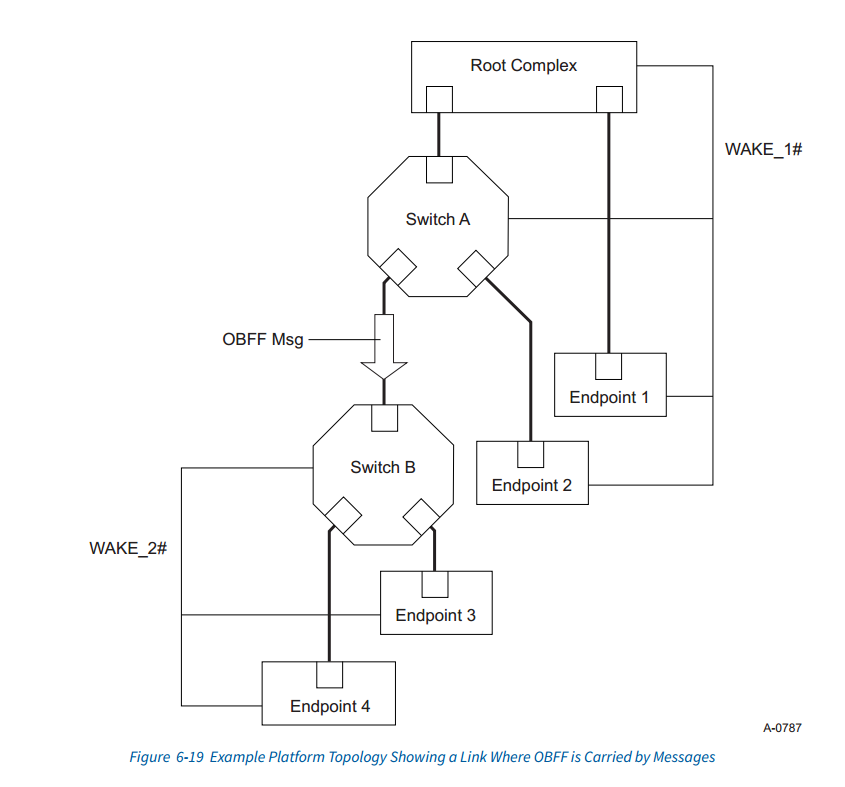 Root Complex
WAKE_1#
Switch A
OBFF Msg
Endpoint 1
Switch B
Endpoint 2
WAKE_2#
Endpoint 3
Endpoint 4
A-0787
Figure 6-19 Example Platform Topology Showing a Link Where OBFF is Carried by Messages